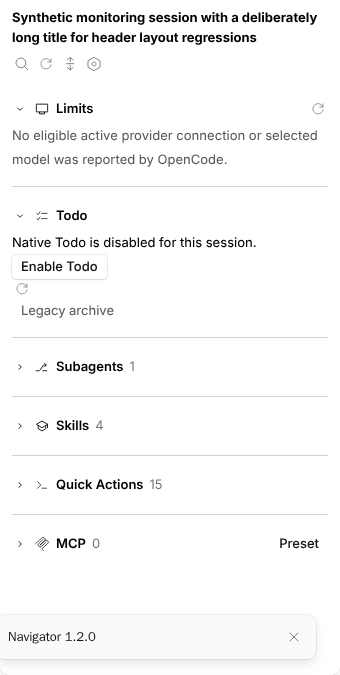 Synthetic monitoring session with a deliberately
long title for header layout regressions
Limits
No eligible active provider connection or selected
model was reported by OpenCode.
Todo
Native Todo is disabled for this session.
Enable Todo
Legacy archive
Subagents 1
Skills 4
Quick Actions 15
MCP 0 Preset
Navigator 1.2.0